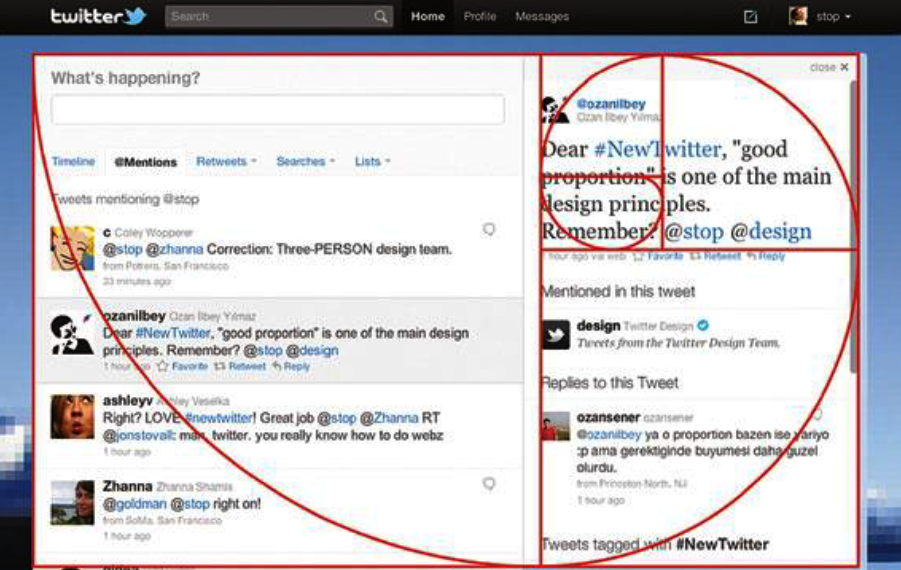 twitter
Search
Home
Profile
Messages
stop
What's happening?
Timeline
@Mentions
Retweets
Searches
Lists
Tweets mentioning @stop
c Coley Wopperer
@stop @zhanna Correction: Three-PERSON design team.
from Potrero, San Francisco
33 minutes ago
ozanilbey Ozan Ilbey Yılmaz
Dear #NewTwitter, "good proportion" is one of the main design
principles. Remember? @stop @design
1 hour ago Favorite Retweet Reply
ashleyv Ashley Veselka
Right? LOVE #newtwitter! Great job @stop @Zhanna RT
@jonstovall: man, twitter. you really know how to do webz
1 hour ago
Zhanna Zhanna Shamis
@goldman @stop right on!
from SoMa, San Francisco
1 hour ago
close ✕
@ozanilbey
Ozan Ilbey Yılmaz
Dear #NewTwitter, "good
proportion" is one of the main
design principles.
Remember? @stop @design
1 hour ago via web Favorite Retweet Reply
Mentioned in this tweet
design Twitter Design
Tweets from the Twitter Design Team.
Replies to this Tweet
ozansener ozansener
@ozanilbey ya o proportion bazen ise yariyo
:p ama gerektiginde buyumesi daha guzel
olurdu.
from Princeton North, NJ
1 hour ago
Tweets tagged with #NewTwitter